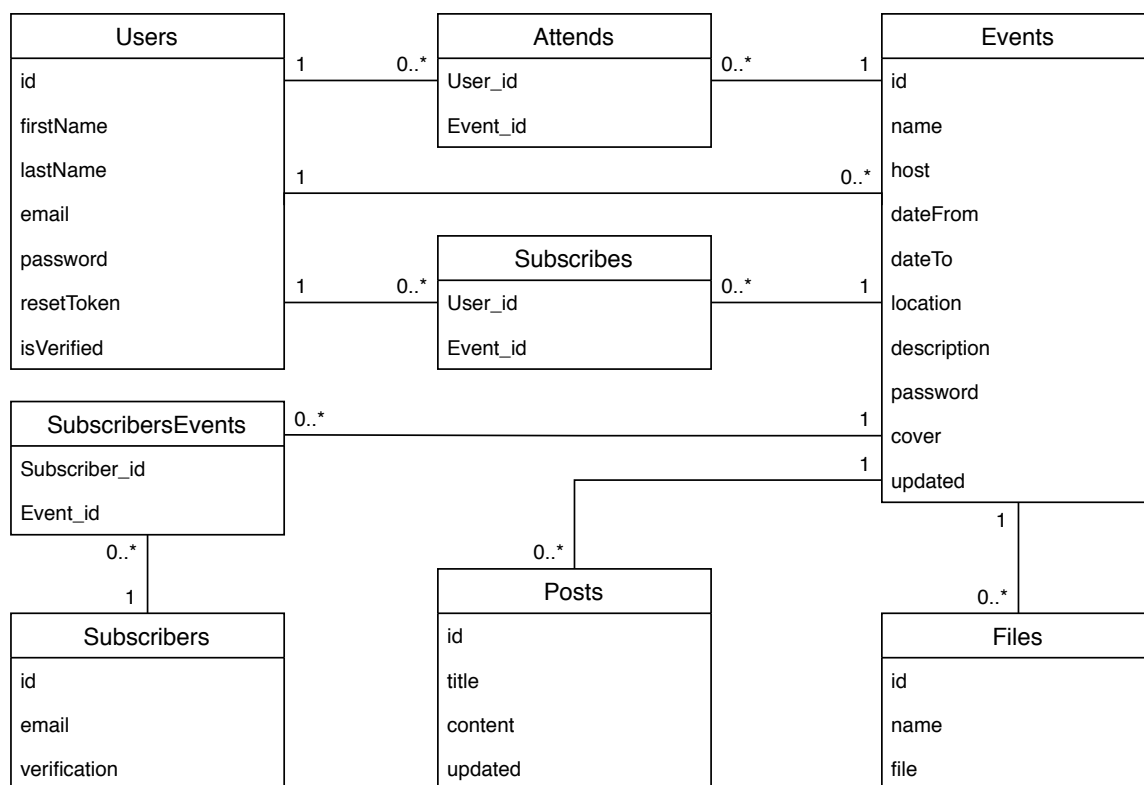 Users
id
firstName
lastName
email
password
resetToken
isVerified
1
0..*
Attends
User_id
Event_id
0..*
1
Events
id
name
host
dateFrom
dateTo
location
description
password
cover
updated
1
0..*
1
0..*
Subscribes
User_id
Event_id
0..*
1
SubscribersEvents
Subscriber_id
Event_id
0..*
1
0..*
1
Subscribers
id
email
verification
1
0..*
Posts
id
title
content
updated
1
0..*
Files
id
name
file